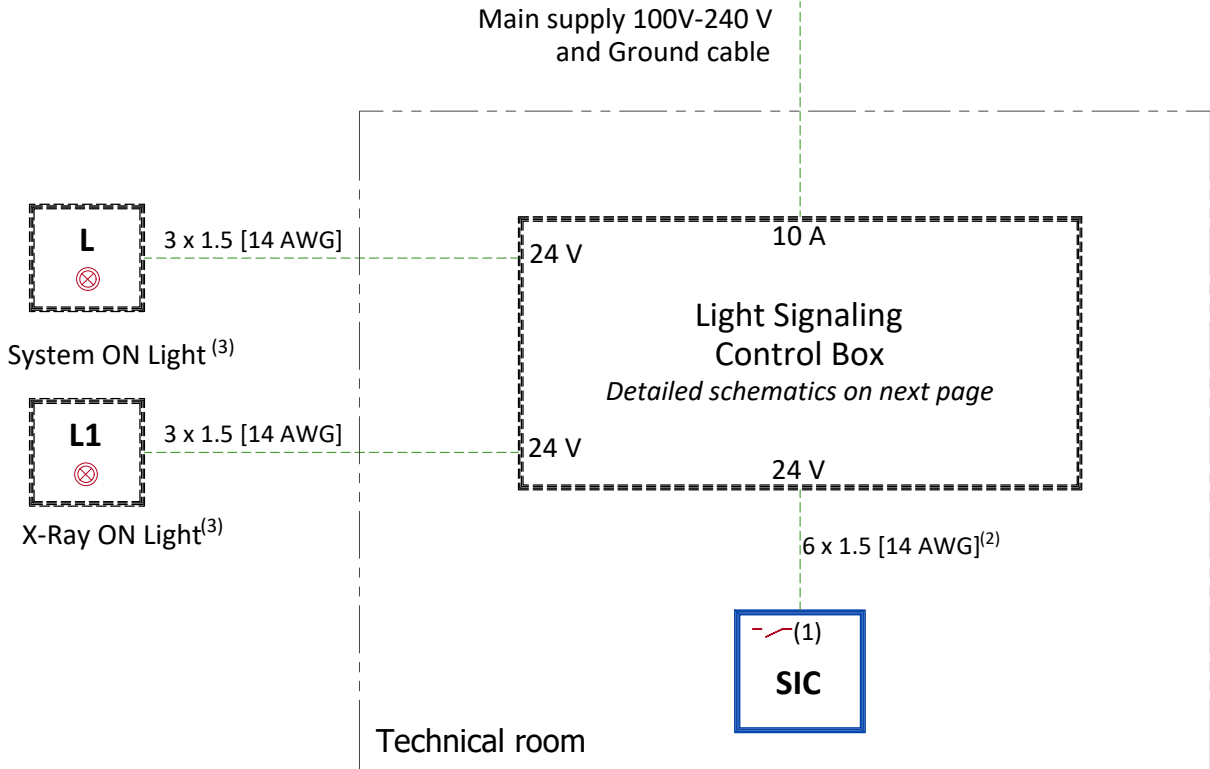 Main supply 100V-240 V
and Ground cable
L
3 x 1.5 [14 AWG]
24 V
10 A
System ON Light (3)
Light Signaling
Control Box
Detailed schematics on next page
L1
3 x 1.5 [14 AWG]
24 V
24 V
X-Ray ON Light(3)
6 x 1.5 [14 AWG](2)
(1)
SIC
Technical room